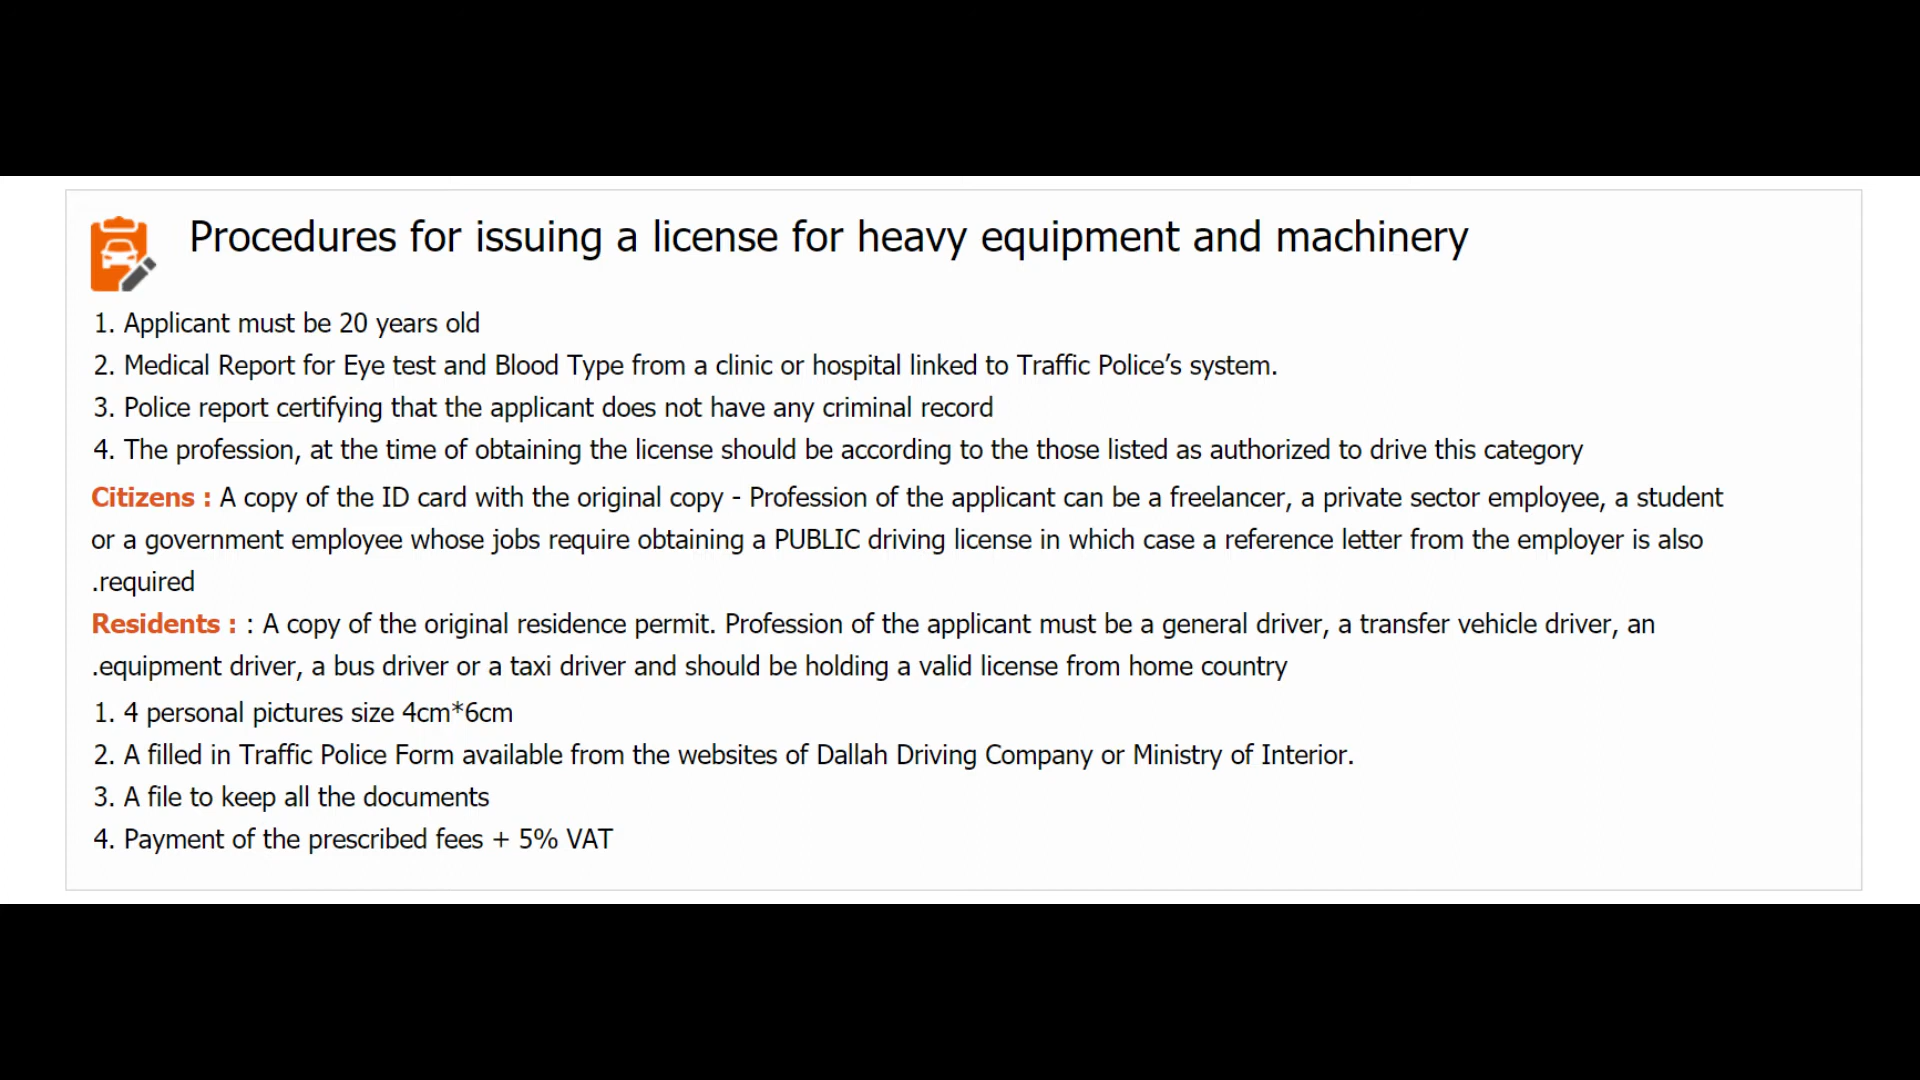 Procedures for issuing a license for heavy equipment and machinery
1. Applicant must be 20 years old
2. Medical Report for Eye test and Blood Type from a clinic or hospital linked to Traffic Police’s system.
3. Police report certifying that the applicant does not have any criminal record
4. The profession, at the time of obtaining the license should be according to the those listed as authorized to drive this category
Citizens : A copy of the ID card with the original copy - Profession of the applicant can be a freelancer, a private sector employee, a student
or a government employee whose jobs require obtaining a PUBLIC driving license in which case a reference letter from the employer is also
.required
Residents : : A copy of the original residence permit. Profession of the applicant must be a general driver, a transfer vehicle driver, an
.equipment driver, a bus driver or a taxi driver and should be holding a valid license from home country
1. 4 personal pictures size 4cm*6cm
2. A filled in Traffic Police Form available from the websites of Dallah Driving Company or Ministry of Interior.
3. A file to keep all the documents
4. Payment of the prescribed fees + 5% VAT